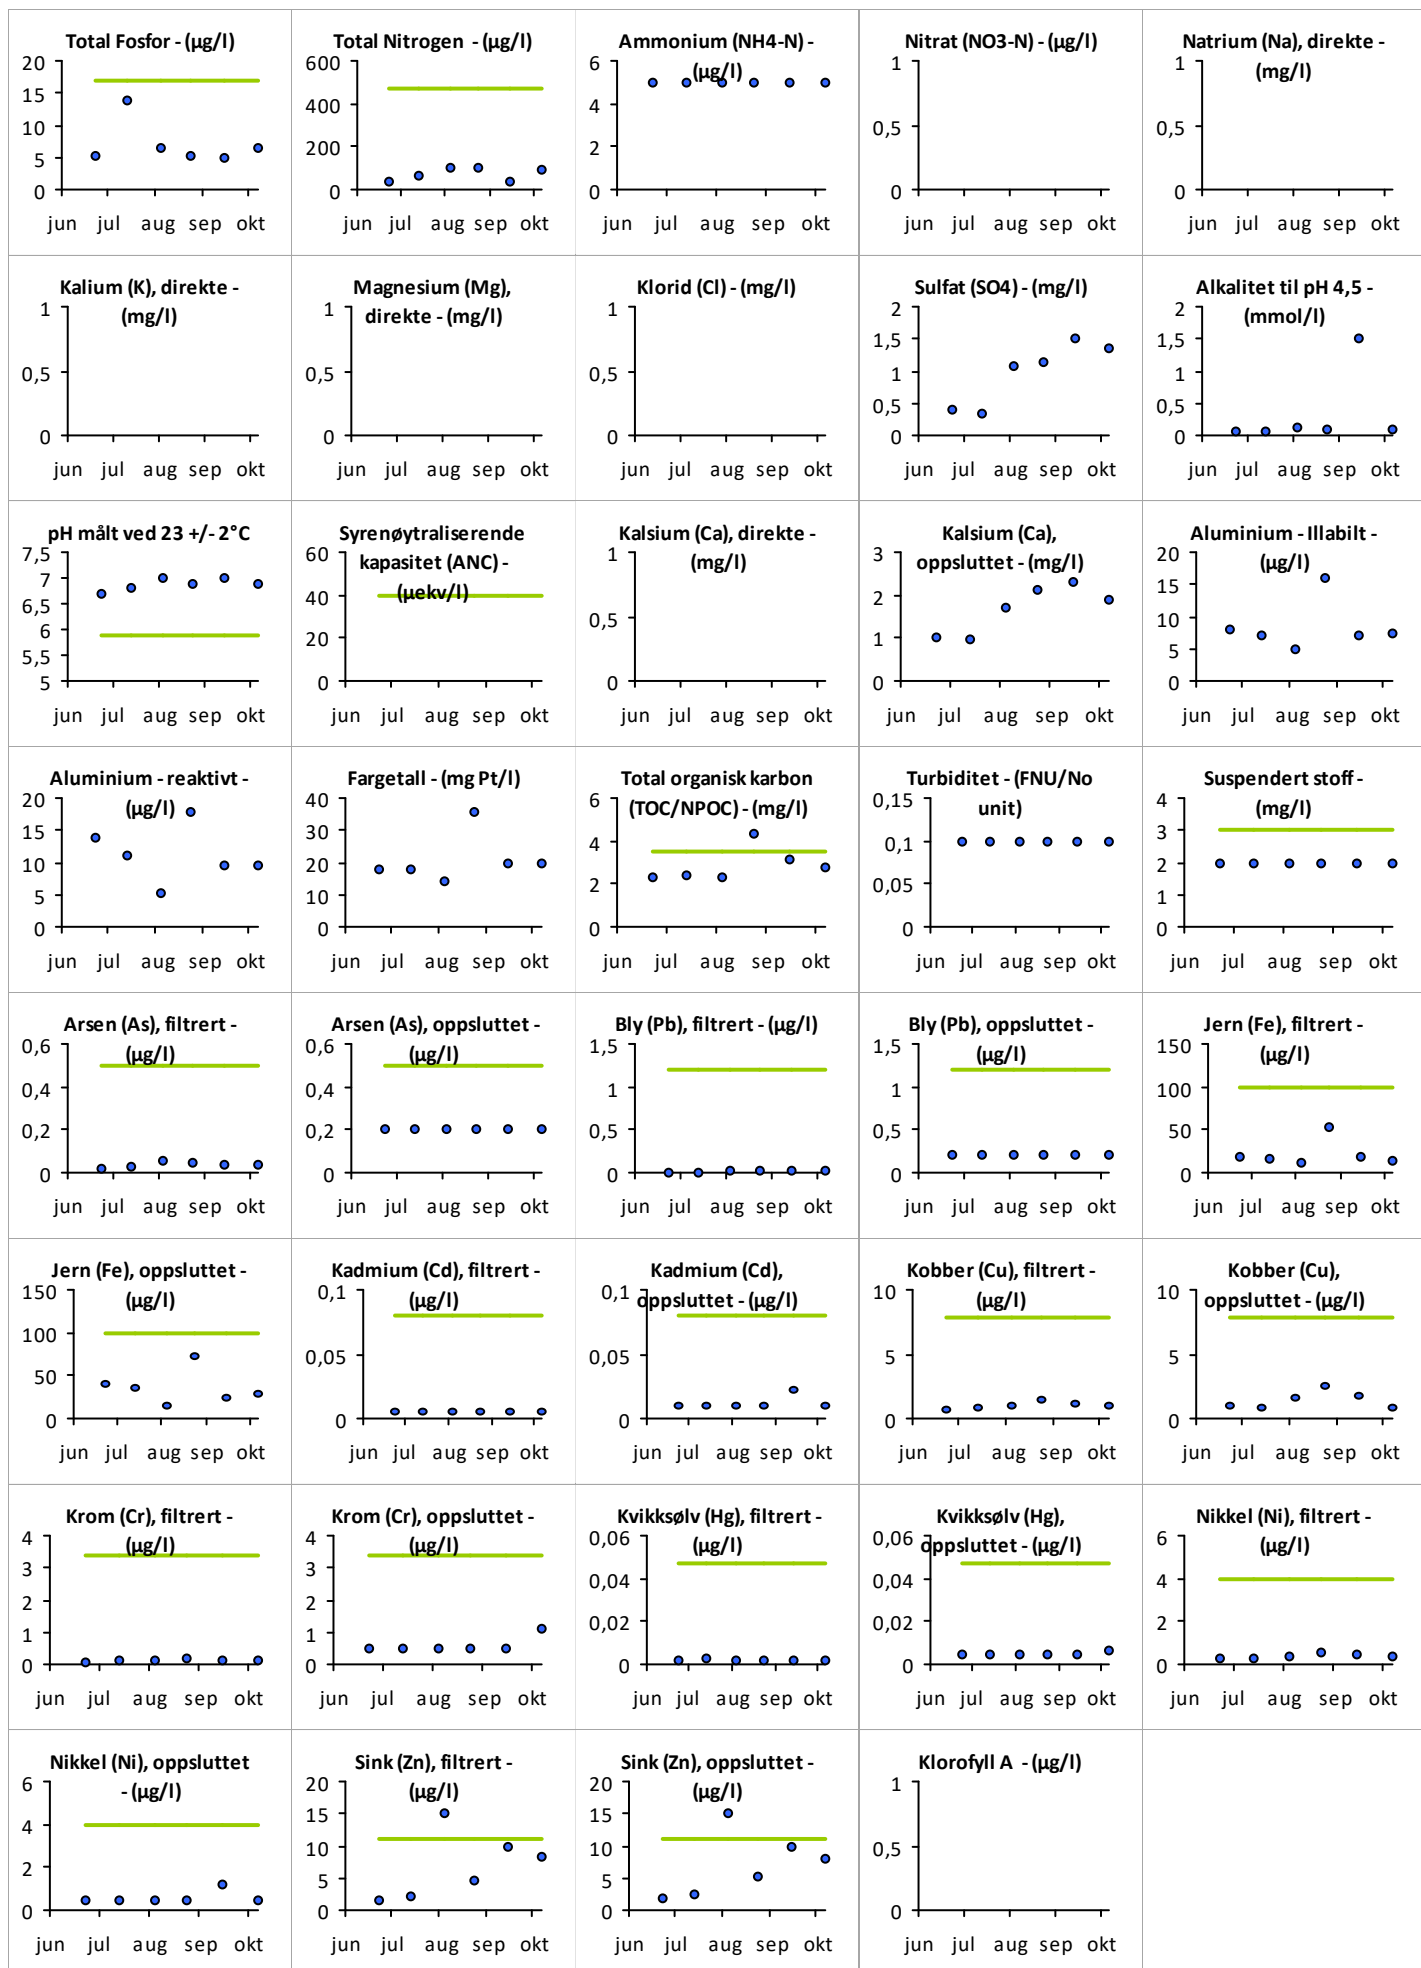 Total Fosfor - (µg/l)
20
15
10
5
0
jun jul aug sep okt
Total Nitrogen - (µg/l)
600
400
200
0
jun jul aug sep okt
Ammonium (NH4-N) -
(µg/l)
6
4
2
0
jun jul aug sep okt
Nitrat (NO3-N) - (µg/l)
1
0,5
0
jun jul aug sep okt
Natrium (Na), direkte -
(mg/l)
1
0,5
0
jun jul aug sep okt
Kalium (K), direkte -
(mg/l)
1
0,5
0
jun jul aug sep okt
Magnesium (Mg),
direkte - (mg/l)
1
0,5
0
jun jul aug sep okt
Klorid (Cl) - (mg/l)
1
0,5
0
jun jul aug sep okt
Sulfat (SO4) - (mg/l)
2
1,5
1
0,5
0
jun jul aug sep okt
Alkalitet til pH 4,5 -
(mmol/l)
2
1,5
1
0,5
0
jun jul aug sep okt
pH målt ved 23 +/- 2°C
7,5
7
6,5
6
5,5
5
jun jul aug sep okt
Syrenøytraliserende
kapasitet (ANC) -
(µekv/l)
60
40
20
0
jun jul aug sep okt
Kalsium (Ca), direkte -
(mg/l)
1
0,5
0
jun jul aug sep okt
Kalsium (Ca),
oppsluttet - (mg/l)
3
2
1
0
jun jul aug sep okt
Aluminium - Illabilt -
(µg/l)
20
15
10
5
0
jun jul aug sep okt
Aluminium - reaktivt -
(µg/l)
20
15
10
5
0
jun jul aug sep okt
Fargetall - (mg Pt/l)
40
30
20
10
0
jun jul aug sep okt
Total organisk karbon
(TOC/NPOC) - (mg/l)
6
4
2
0
jun jul aug sep okt
Turbiditet - (FNU/No
unit)
0,15
0,1
0,05
0
jun jul aug sep okt
Suspendert stoff -
(mg/l)
4
3
2
1
0
jun jul aug sep okt
Arsen (As), filtrert -
(µg/l)
0,6
0,4
0,2
0
jun jul aug sep okt
Arsen (As), oppsluttet -
(µg/l)
0,6
0,4
0,2
0
jun jul aug sep okt
Bly (Pb), filtrert - (µg/l)
1,5
1
0,5
0
jun jul aug sep okt
Bly (Pb), oppsluttet -
(µg/l)
1,5
1
0,5
0
jun jul aug sep okt
Jern (Fe), filtrert -
(µg/l)
150
100
50
0
jun jul aug sep okt
Jern (Fe), oppsluttet -
(µg/l)
150
100
50
0
jun jul aug sep okt
Kadmium (Cd), filtrert -
(µg/l)
0,1
0,05
0
jun jul aug sep okt
Kadmium (Cd),
oppsluttet - (µg/l)
0,1
0,05
0
jun jul aug sep okt
Kobber (Cu), filtrert -
(µg/l)
10
5
0
jun jul aug sep okt
Kobber (Cu),
oppsluttet - (µg/l)
10
5
0
jun jul aug sep okt
Krom (Cr), filtrert -
(µg/l)
4
3
2
1
0
jun jul aug sep okt
Krom (Cr), oppsluttet -
(µg/l)
4
3
2
1
0
jun jul aug sep okt
Kvikksølv (Hg), filtrert -
(µg/l)
0,06
0,04
0,02
0
jun jul aug sep okt
Kvikksølv (Hg),
oppsluttet - (µg/l)
0,06
0,04
0,02
0
jun jul aug sep okt
Nikkel (Ni), filtrert -
(µg/l)
6
4
2
0
jun jul aug sep okt
Nikkel (Ni), oppsluttet
- (µg/l)
6
4
2
0
jun jul aug sep okt
Sink (Zn), filtrert -
(µg/l)
20
15
10
5
0
jun jul aug sep okt
Sink (Zn), oppsluttet -
(µg/l)
20
15
10
5
0
jun jul aug sep okt
Klorofyll A - (µg/l)
1
0,5
0
jun jul aug sep okt